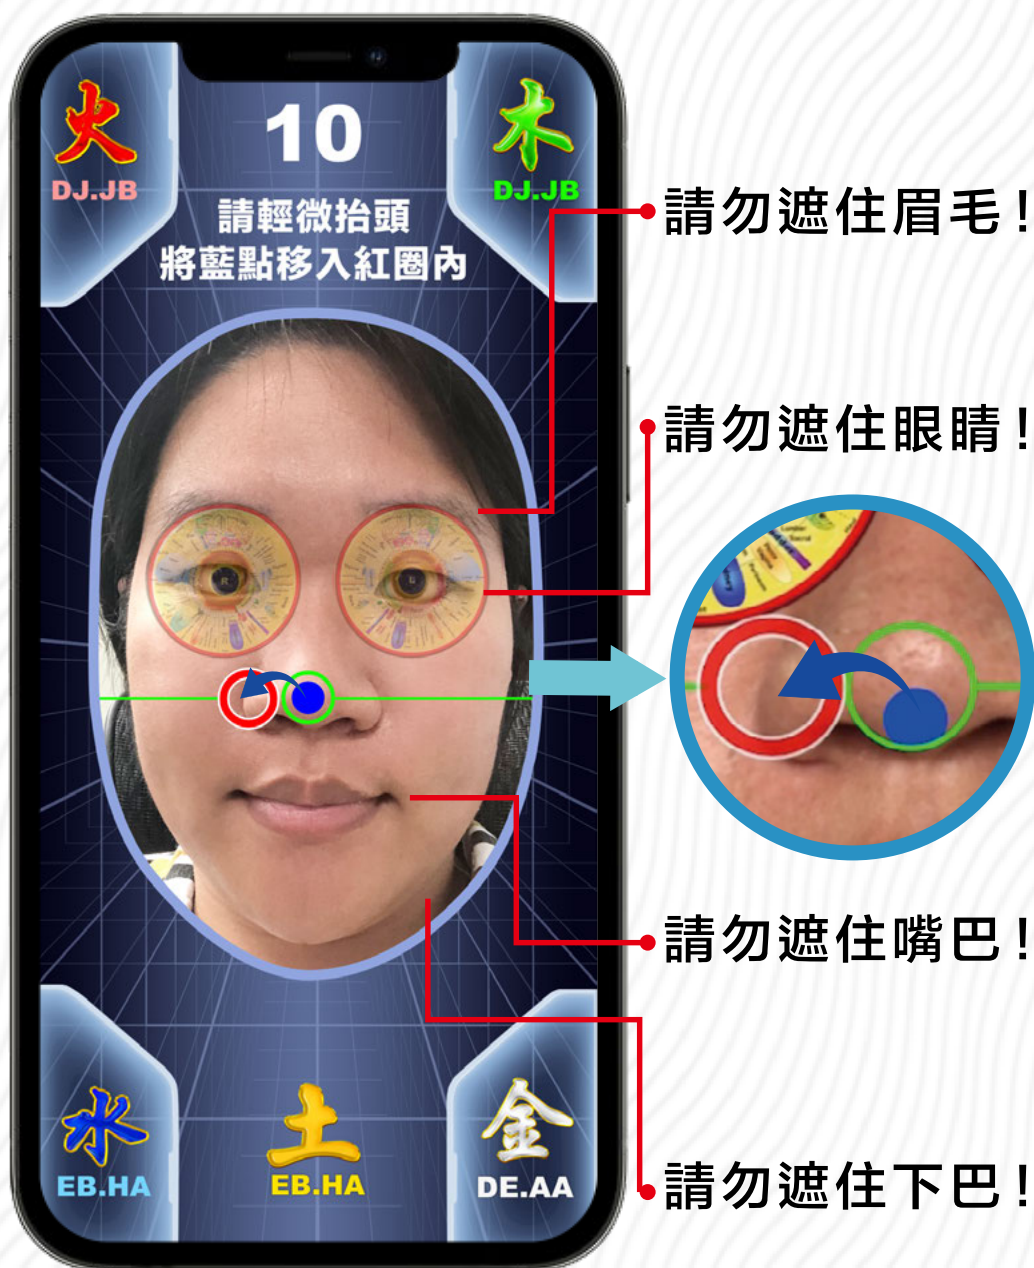 火
DJ.JB
10
木
DJ.JB
請輕微抬頭
將藍點移入紅圈內
請勿遮住眉毛!
請勿遮住眼睛!
請勿遮住嘴巴!
請勿遮住下巴!
水
EB.HA
土
EB.HA
金
DE.AA